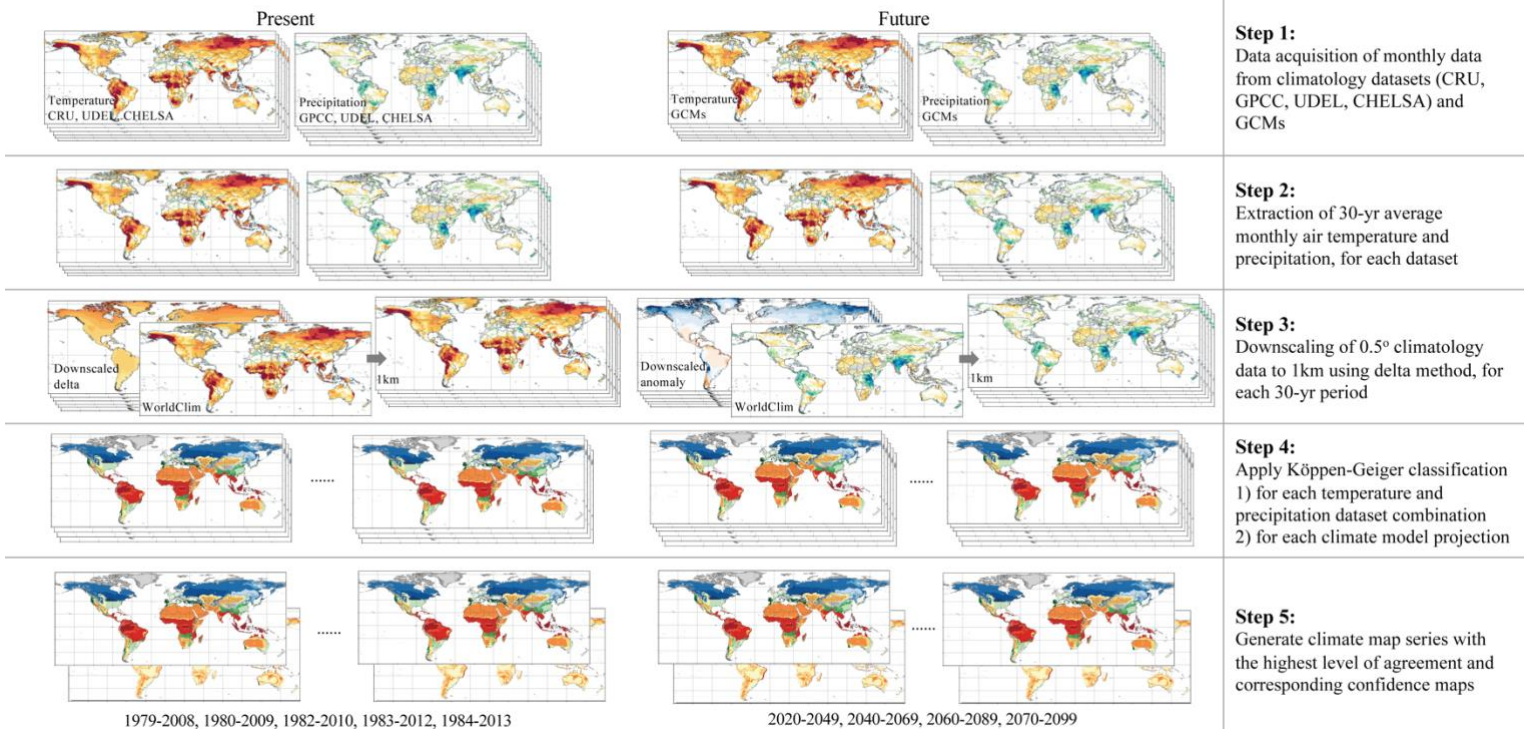 Present
Future
Temperature
CRU, UDEL, CHELSA
Precipitation
GPCC, UDEL, CHELSA
Temperature
GCMs
Precipitation
GCMs
Step 1:
Data acquisition of monthly data
from climatology datasets (CRU,
GPCC, UDEL, CHELSA) and
GCMs
Step 2:
Extraction of 30-yr average
monthly air temperature and
precipitation, for each dataset
Downscaled
delta
WorldClim
1km
Downscaled
anomaly
WorldClim
1km
Step 3:
Downscaling of 0.5° climatology
data to 1km using delta method, for
each 30-yr period
......
......
Step 4:
Apply Köppen-Geiger classification
1) for each temperature and
precipitation dataset combination
2) for each climate model projection
......
......
Step 5:
Generate climate map series with
the highest level of agreement and
corresponding confidence maps
1979-2008, 1980-2009, 1982-2010, 1983-2012, 1984-2013
2020-2049, 2040-2069, 2060-2089, 2070-2099